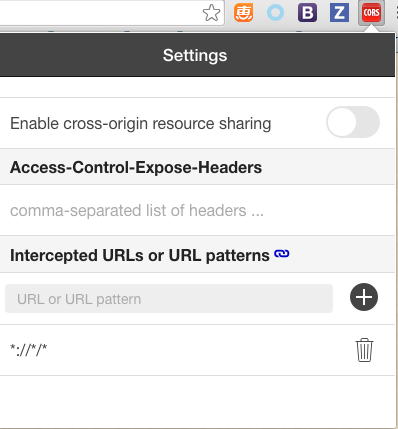 恵 B Z CORS
Settings
Enable cross-origin resource sharing
Access-Control-Expose-Headers
comma-separated list of headers ...
Intercepted URLs or URL patterns
URL or URL pattern
*://*/*